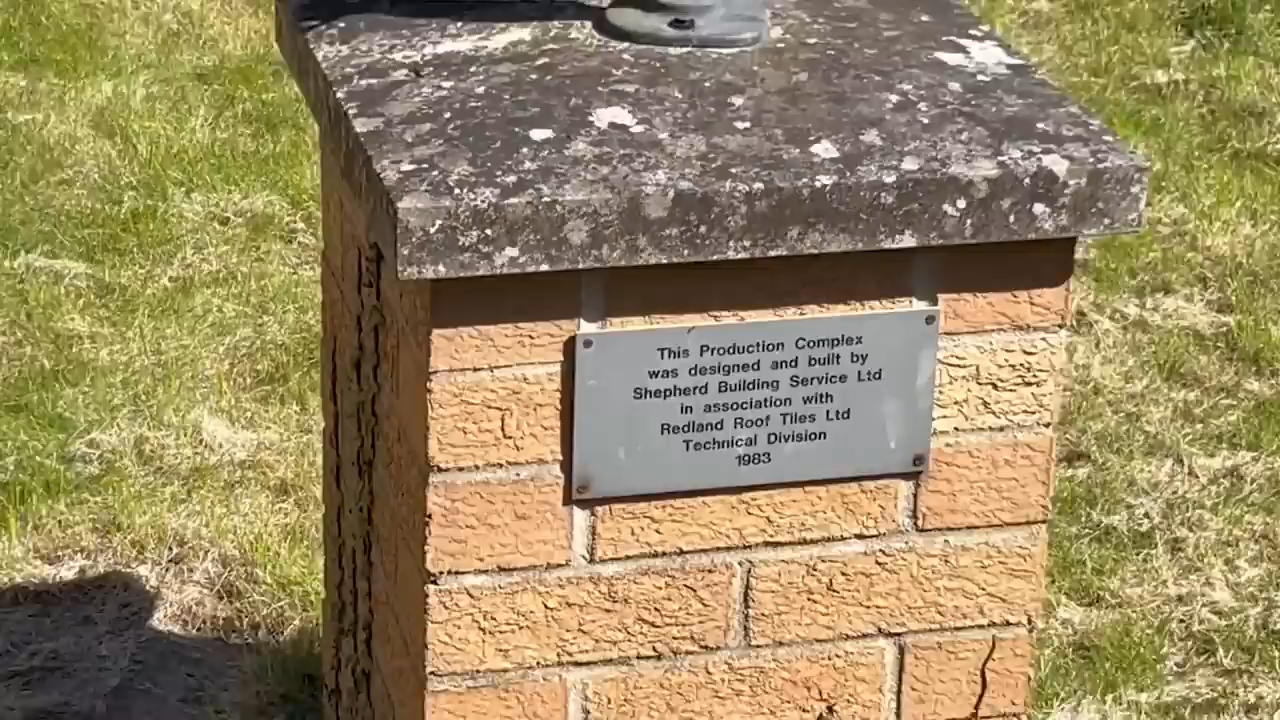 This Production Complex
was designed and built by
Shepherd Building Service Ltd
in association with
Redland Roof Tiles Ltd
Technical Division
1983